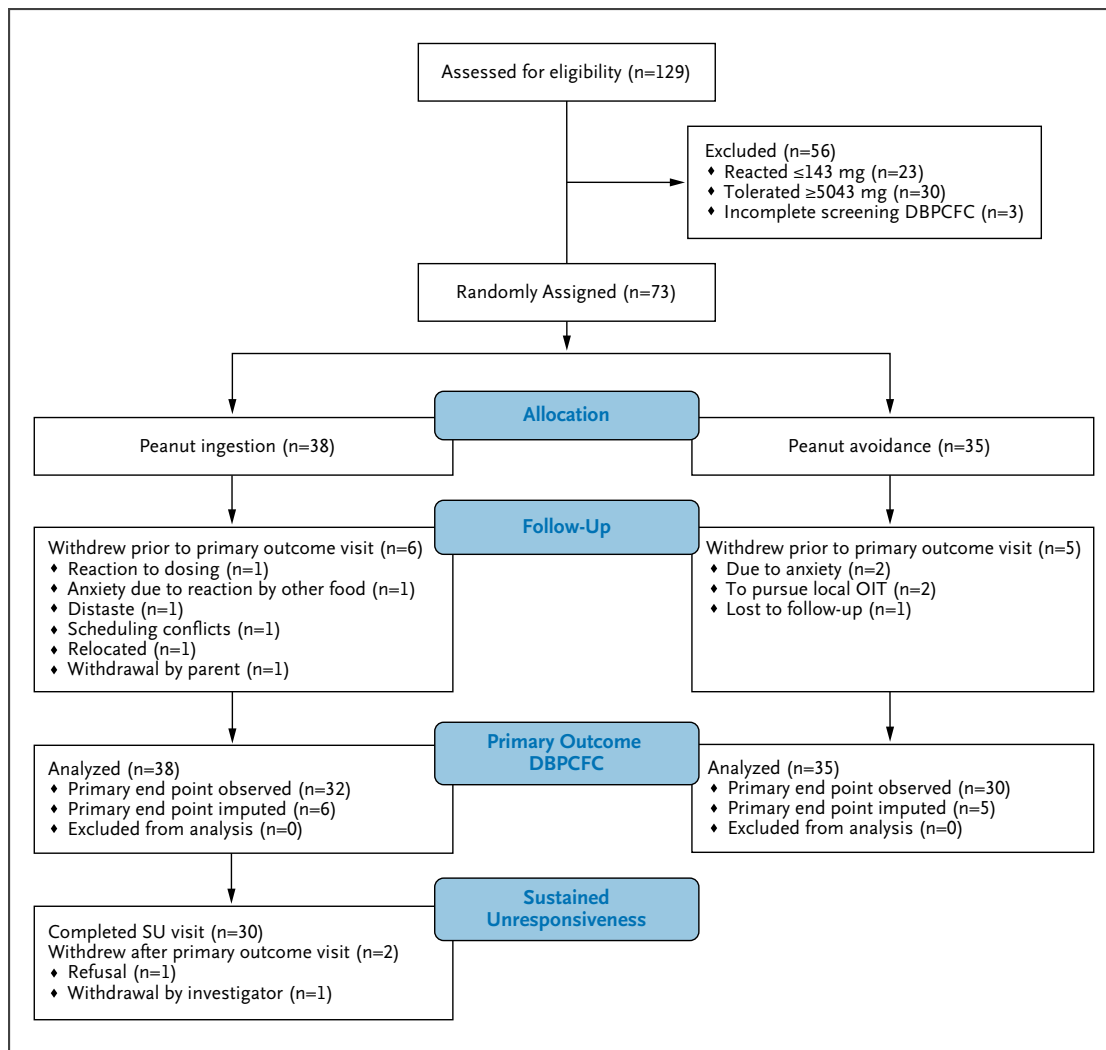 Assessed for eligibility (n=129)
Excluded (n=56)
♦ Reacted ≤143 mg (n=23)
♦ Tolerated ≥5043 mg (n=30)
♦ Incomplete screening DBPCFC (n=3)
Randomly Assigned (n=73)
Allocation
Peanut ingestion (n=38)
Peanut avoidance (n=35)
Follow-Up
Withdrew prior to primary outcome visit (n=6)
♦ Reaction to dosing (n=1)
♦ Anxiety due to reaction by other food (n=1)
♦ Distaste (n=1)
♦ Scheduling conflicts (n=1)
♦ Relocated (n=1)
♦ Withdrawal by parent (n=1)
Withdrew prior to primary outcome visit (n=5)
♦ Due to anxiety (n=2)
♦ To pursue local OIT (n=2)
♦ Lost to follow-up (n=1)
Primary Outcome
DBPCFC
Analyzed (n=38)
♦ Primary end point observed (n=32)
♦ Primary end point imputed (n=6)
♦ Excluded from analysis (n=0)
Analyzed (n=35)
♦ Primary end point observed (n=30)
♦ Primary end point imputed (n=5)
♦ Excluded from analysis (n=0)
Sustained
Unresponsiveness
Completed SU visit (n=30)
Withdrew after primary outcome visit (n=2)
♦ Refusal (n=1)
♦ Withdrawal by investigator (n=1)